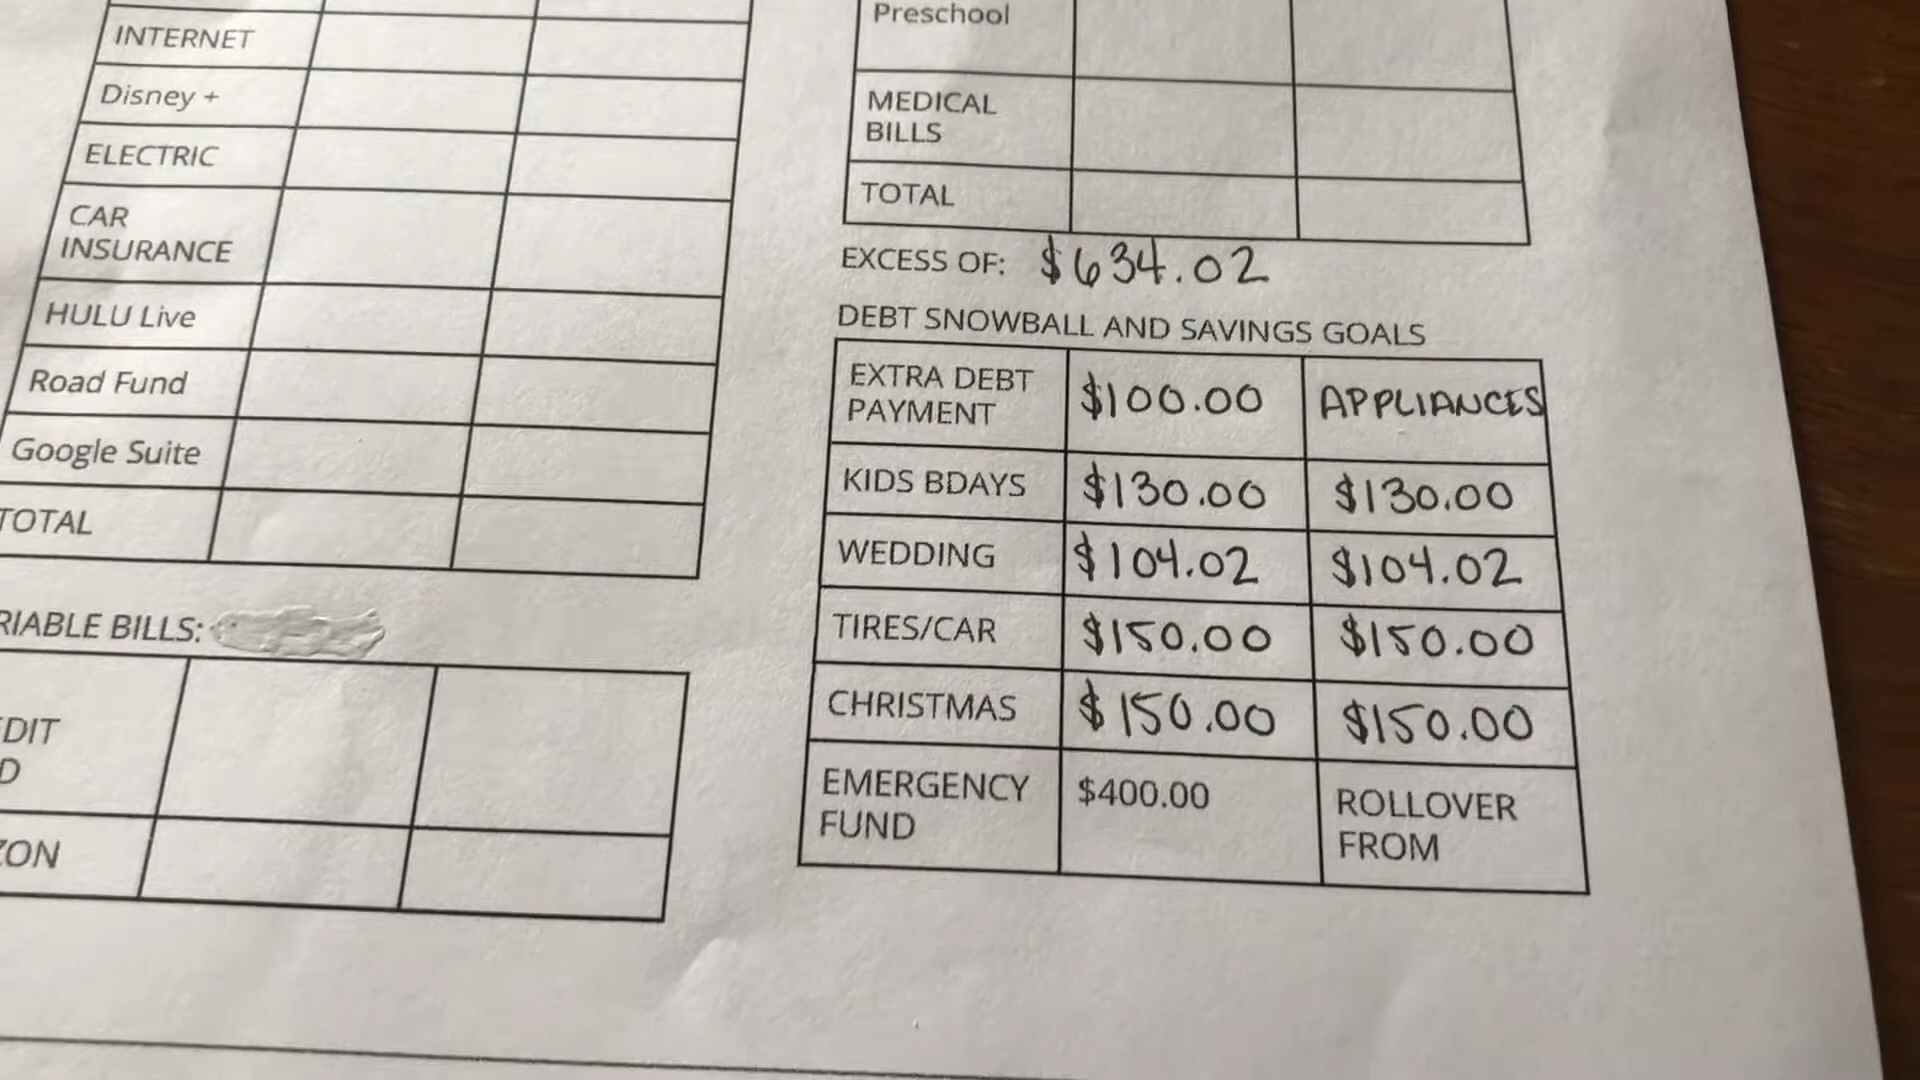 INTERNET
Disney +
ELECTRIC
CAR
INSURANCE
HULU Live
Road Fund
Google Suite
TOTAL
RIABLE BILLS:
DIT
D
ZON
Preschool
MEDICAL
BILLS
TOTAL
EXCESS OF: $634.02
DEBT SNOWBALL AND SAVINGS GOALS
EXTRA DEBT
PAYMENT $100.00 APPLIANCES
KIDS BDAYS $130.00 $130.00
WEDDING $104.02 $104.02
TIRES/CAR $150.00 $150.00
CHRISTMAS $150.00 $150.00
EMERGENCY
FUND $400.00 ROLLOVER
FROM